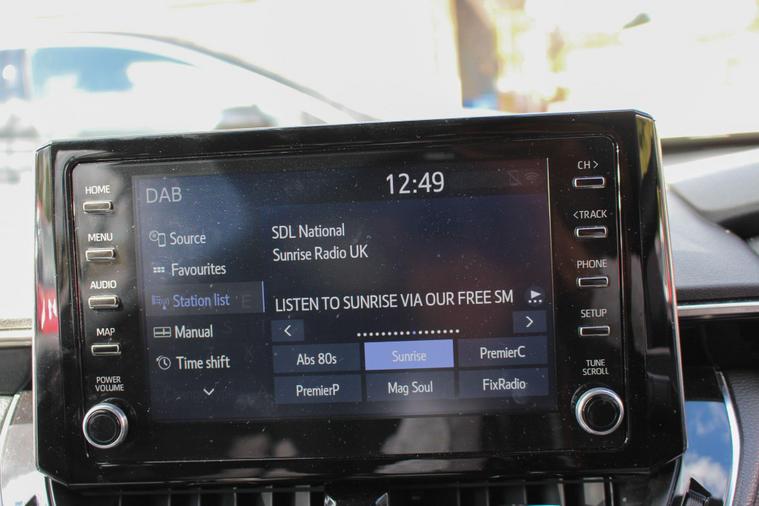 HOME
MENU
AUDIO
MAP
POWER
VOLUME
DAB
12:49
Source
Favourites
Station list
Manual
Time shift
SDL National
Sunrise Radio UK
LISTEN TO SUNRISE VIA OUR FREE SM
<
>
Abs 80s
Sunrise
PremierC
PremierP
Mag Soul
FixRadio
CH >
< TRACK
PHONE
SETUP
TUNE
SCROLL